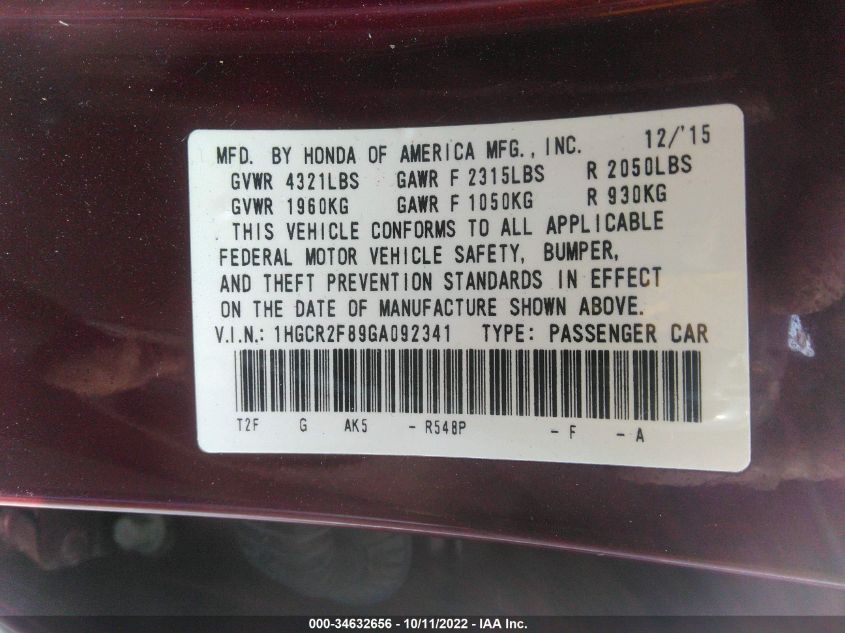 MFD. BY HONDA OF AMERICA MFG., INC. 12/'15
GVWR 4321LBS GAWR F 2315LBS R 2050LBS
GVWR 1960KG GAWR F 1050KG R 930KG
THIS VEHICLE CONFORMS TO ALL APPLICABLE
FEDERAL MOTOR VEHICLE SAFETY, BUMPER,
AND THEFT PREVENTION STANDARDS IN EFFECT
ON THE DATE OF MANUFACTURE SHOWN ABOVE.
V.I.N.: 1HGCR2F89GA092341 TYPE: PASSENGER CAR
T2F G AK5 - R548P - F - A
000-34632656 - 10/11/2022 - IAA Inc.